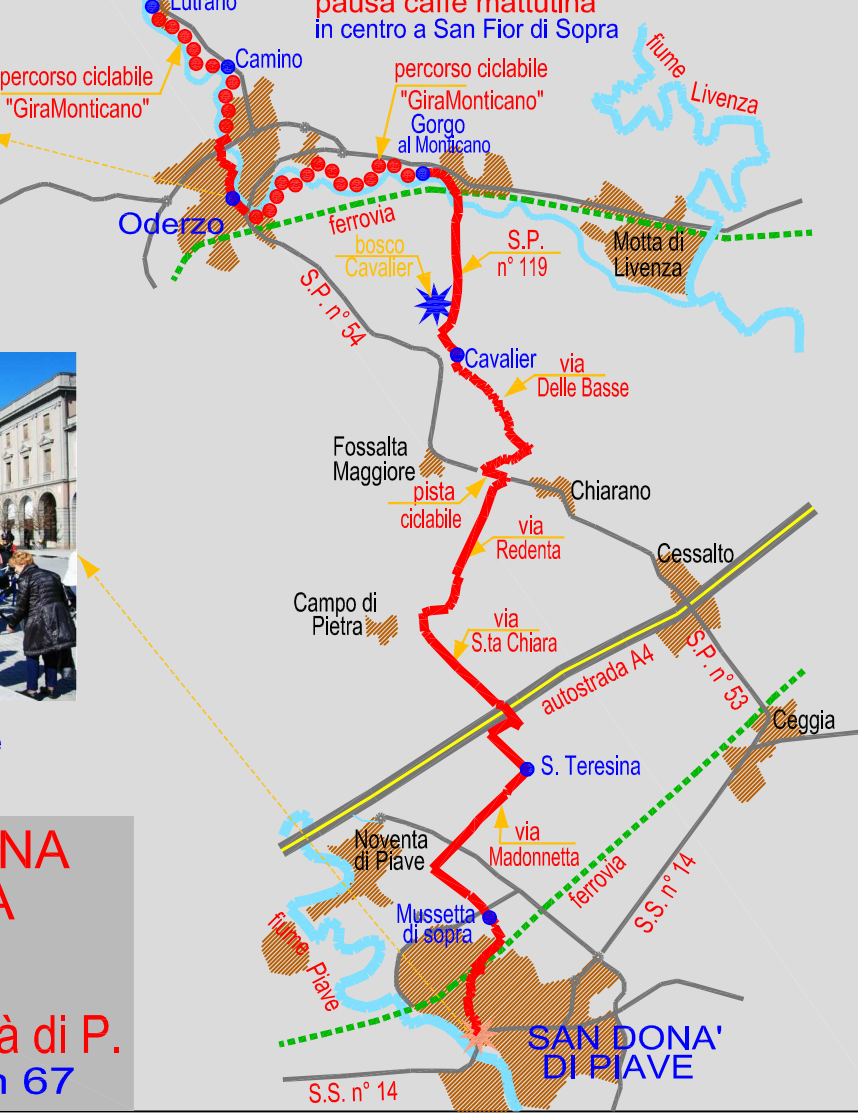 Lutrano
pausa caffè mattutina
in centro a San Fior di Sopra
Camino
percorso ciclabile
"GiraMonticano"
percorso ciclabile
"GiraMonticano"
Gorgo
al Monticano
fiume Livenza
Oderzo
ferrovia
bosco
Cavalier
S.P.
n° 119
Motta di
Livenza
S.P. n° 54
Cavalier
via
Delle Basse
Fossalta
Maggiore
pista
ciclabile
Chiarano
via
Redenta
Cessalto
Campo di
Pietra
via
S.ta Chiara
autostrada A4
S.P. n° 53
Ceggia
S. Teresina
via
Madonnetta
Noventa
di Piave
ferrovia
S.S. n° 14
Mussetta
di sopra
fiume Piave
SAN DONA'
DI PIAVE
S.S. n° 14
NA
A
à di P.
67